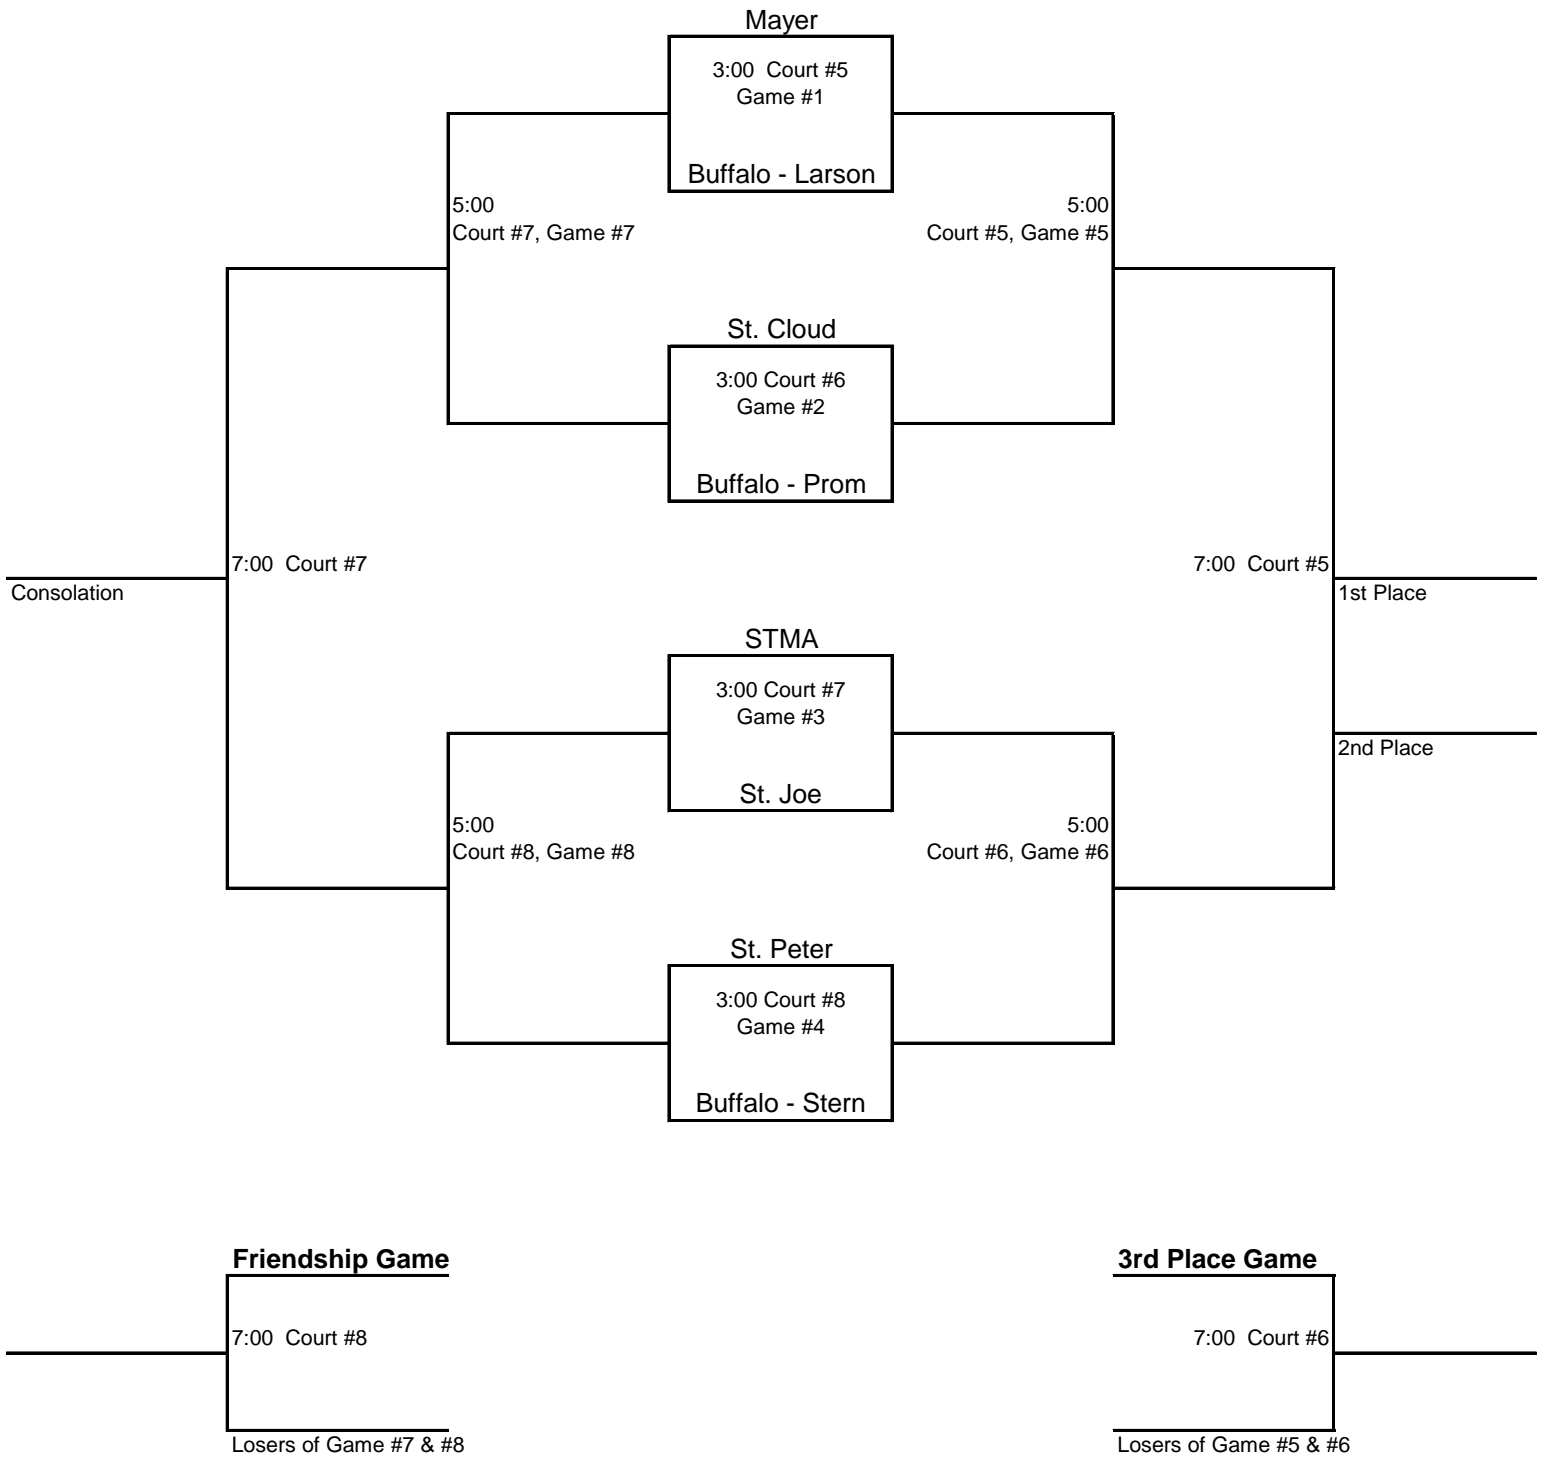 Mayer
3:00  Court #5
Game #1
Buffalo - Larson
5:00
Court #7, Game #7
5:00
Court #5, Game #5
St. Cloud
3:00 Court #6
Game #2
Buffalo - Prom
7:00  Court #7
Consolation
7:00  Court #5
1st Place
STMA
3:00 Court #7
Game #3
St. Joe
2nd Place
5:00
Court #8, Game #8
5:00
Court #6, Game #6
St. Peter
3:00 Court #8
Game #4
Buffalo - Stern
Friendship Game
7:00  Court #8
Losers of Game #7 & #8
3rd Place Game
7:00  Court #6
Losers of Game #5 & #6